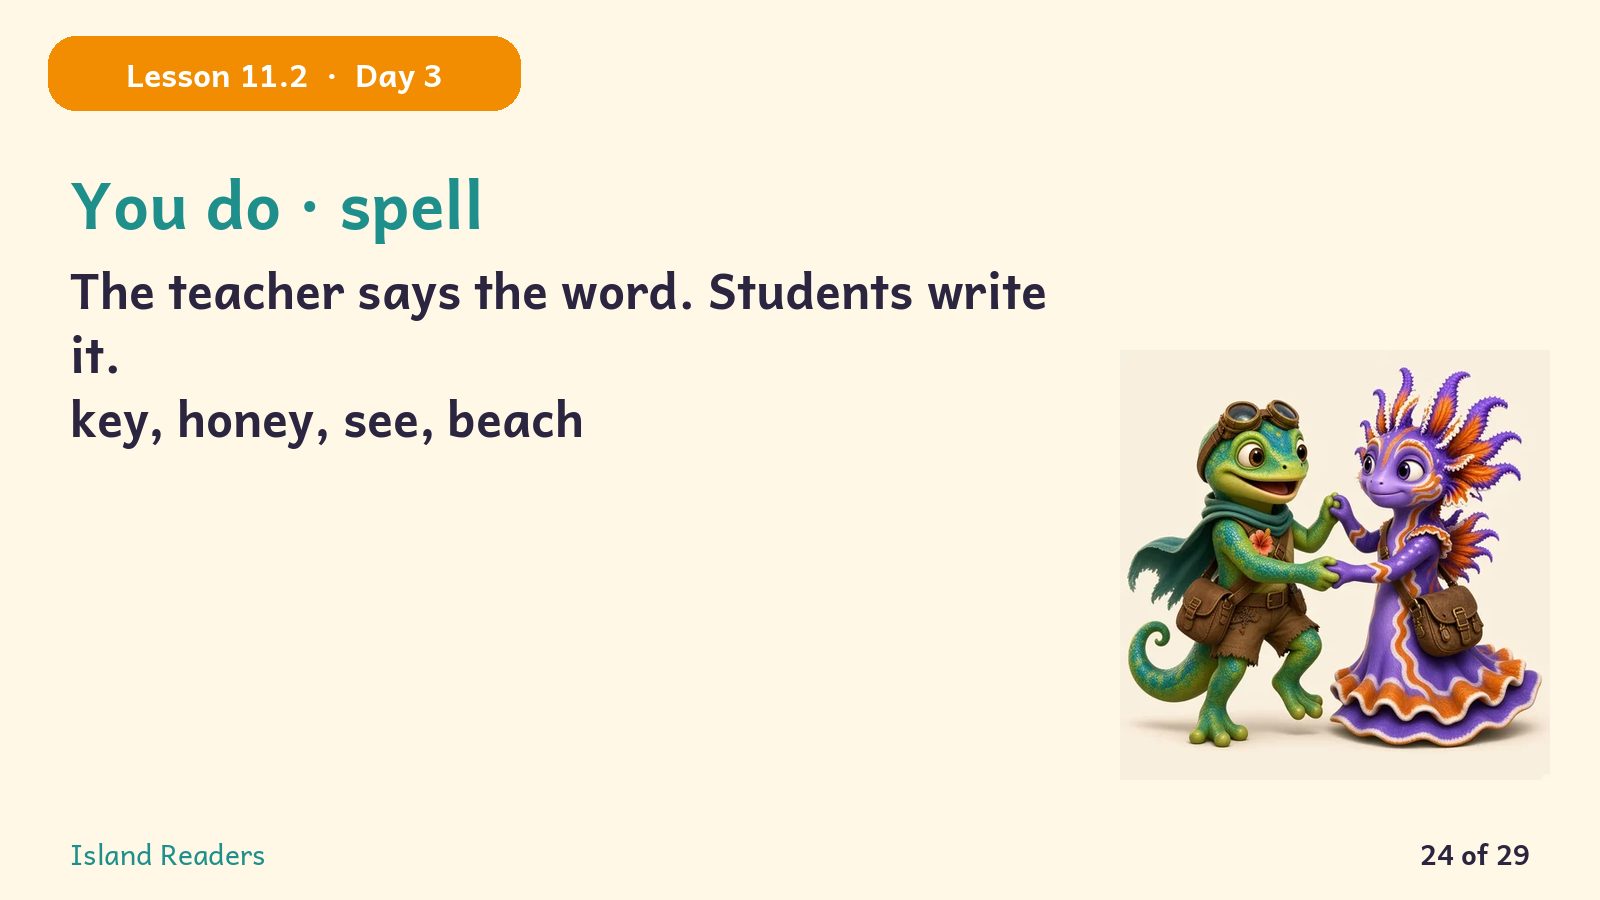 Lesson 11.2 · Day 3
You do · spell
The teacher says the word. Students write
it.
key, honey, see, beach
Island Readers
24 of 29